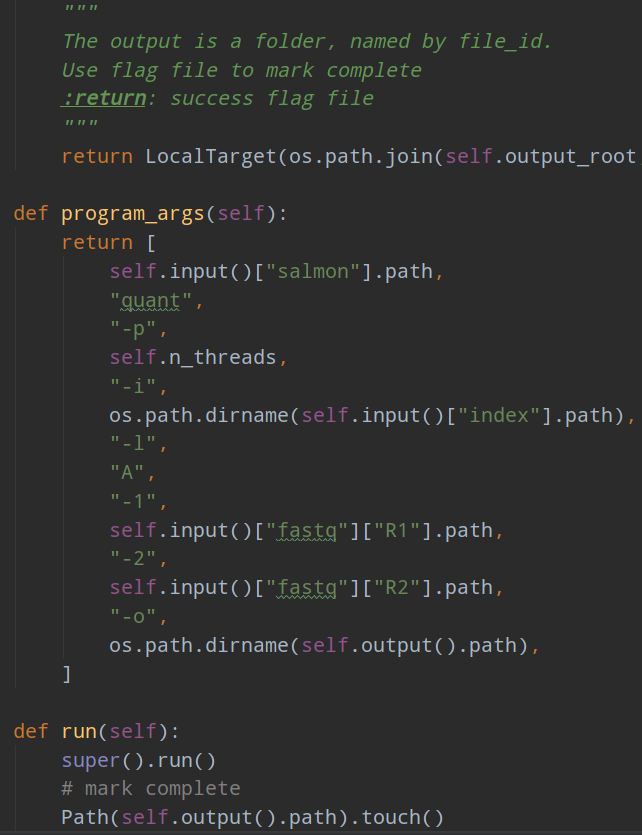 """
The output is a folder, named by file_id.
Use flag file to mark complete
:return: success flag file
"""
return LocalTarget(os.path.join(self.output_root
def program_args(self):
return [
self.input()["salmon"].path,
"quant",
"-p",
self.n_threads,
"-i",
os.path.dirname(self.input()["index"].path),
"-l",
"A",
"-1",
self.input()["fastq"]["R1"].path,
"-2",
self.input()["fastq"]["R2"].path,
"-o",
os.path.dirname(self.output().path),
]
def run(self):
super().run()
# mark complete
Path(self.output().path).touch()